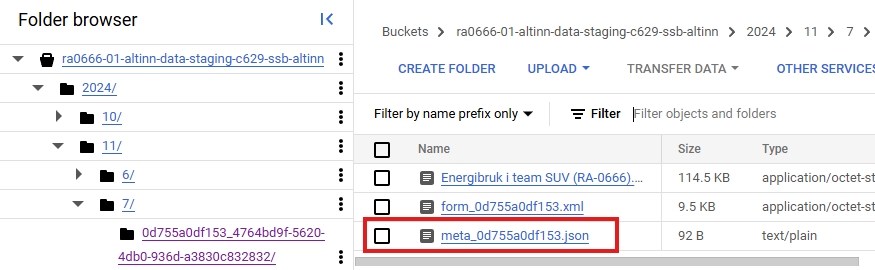 Folder browser
ra0666-01-altinn-data-staging-c629-ssb-altinn
2024/
10/
11/
6/
7/
0d755a0df153_4764bd9f-5620-
4db0-936d-a3830c832832/
Buckets > ra0666-01-altinn-data-staging-c629-ssb-altinn > 2024 > 11 > 7 >
CREATE FOLDER UPLOAD TRANSFER DATA OTHER SERVICES
Filter by name prefix only Filter Filter objects and folders
Name Size Type
Energibruk i team SUV (RA-0666).... 114.5 KB application/octet-st
form_0d755a0df153.xml 9.5 KB application/octet-st
meta_0d755a0df153.json 92 B text/plain